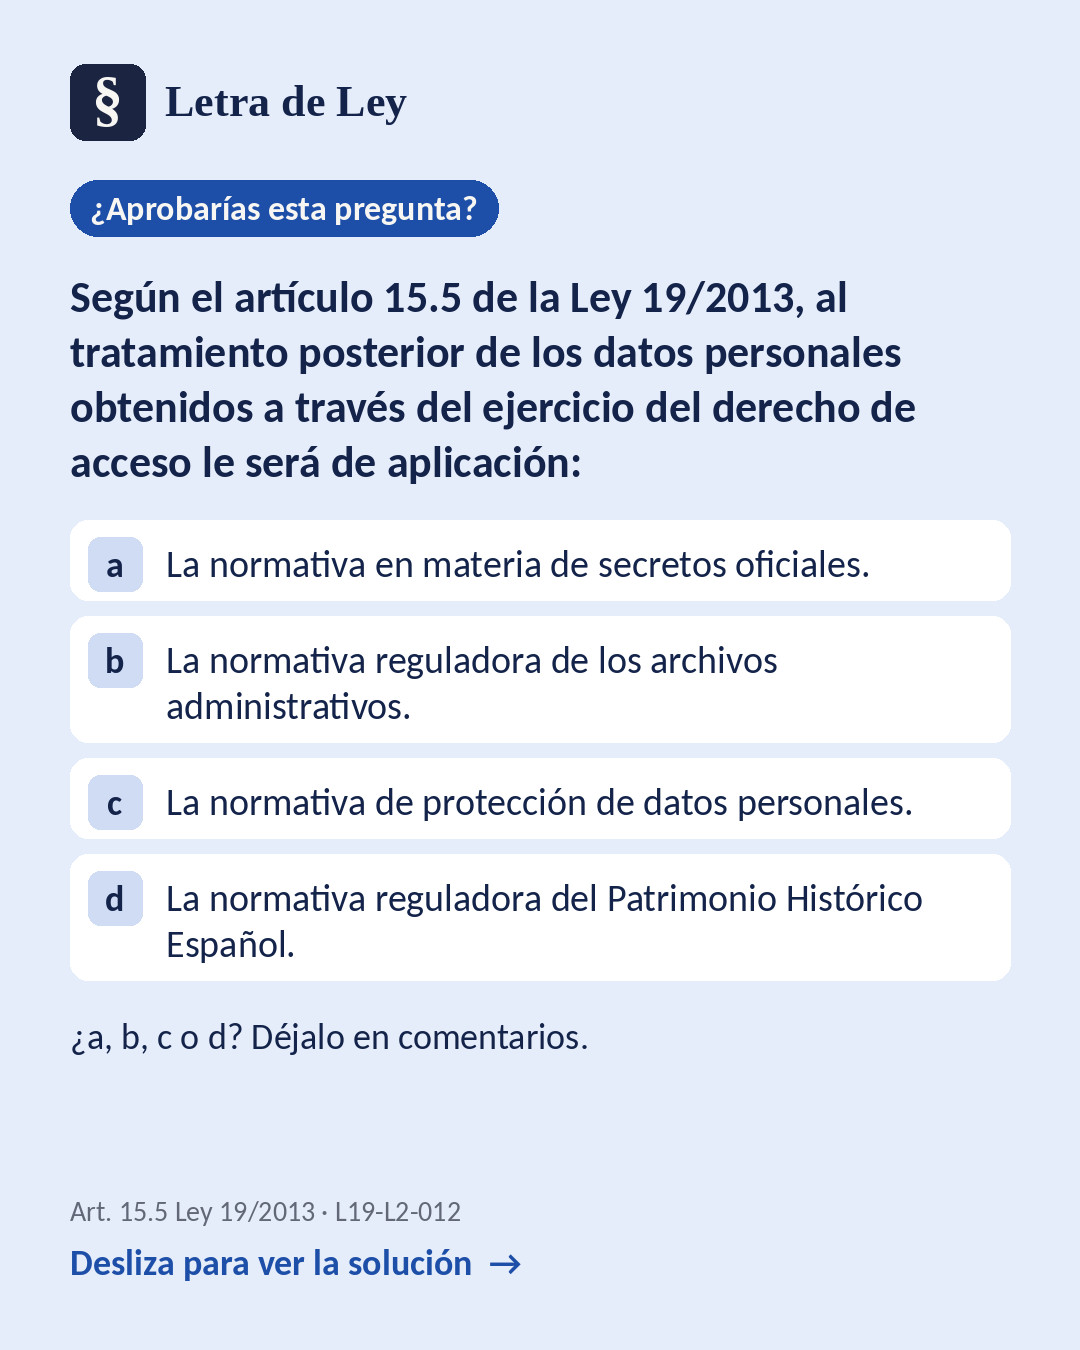 § Letra de Ley
¿Aprobarías esta pregunta?
Según el artículo 15.5 de la Ley 19/2013, al
tratamiento posterior de los datos personales
obtenidos a través del ejercicio del derecho de
acceso le será de aplicación:
a La normativa en materia de secretos oficiales.
b La normativa reguladora de los archivos
administrativos.
c La normativa de protección de datos personales.
d La normativa reguladora del Patrimonio Histórico
Español.
¿a, b, c o d? Déjalo en comentarios.
Art. 15.5 Ley 19/2013 · L19-L2-012
Desliza para ver la solución →